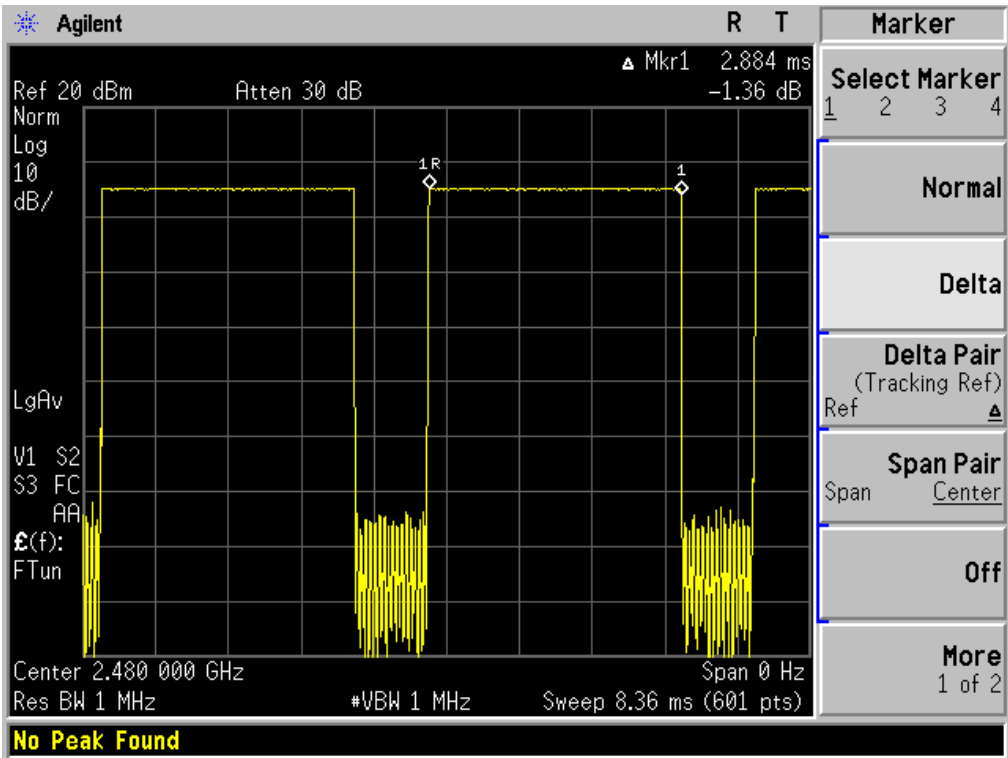 Agilent R T
Marker
Δ Mkr1 2.884 ms
Ref 20 dBm Atten 30 dB −1.36 dB
Norm
Log
10
dB/
1R
1
LgAv
V1 S2
S3 FC
AA
£(f):
FTun
Center 2.480 000 GHz Span 0 Hz
Res BW 1 MHz #VBW 1 MHz Sweep 8.36 ms (601 pts)
No Peak Found
Select Marker
1 2 3 4
Normal
Delta
Delta Pair
(Tracking Ref)
Ref Δ
Span Pair
Span Center
Off
More
1 of 2